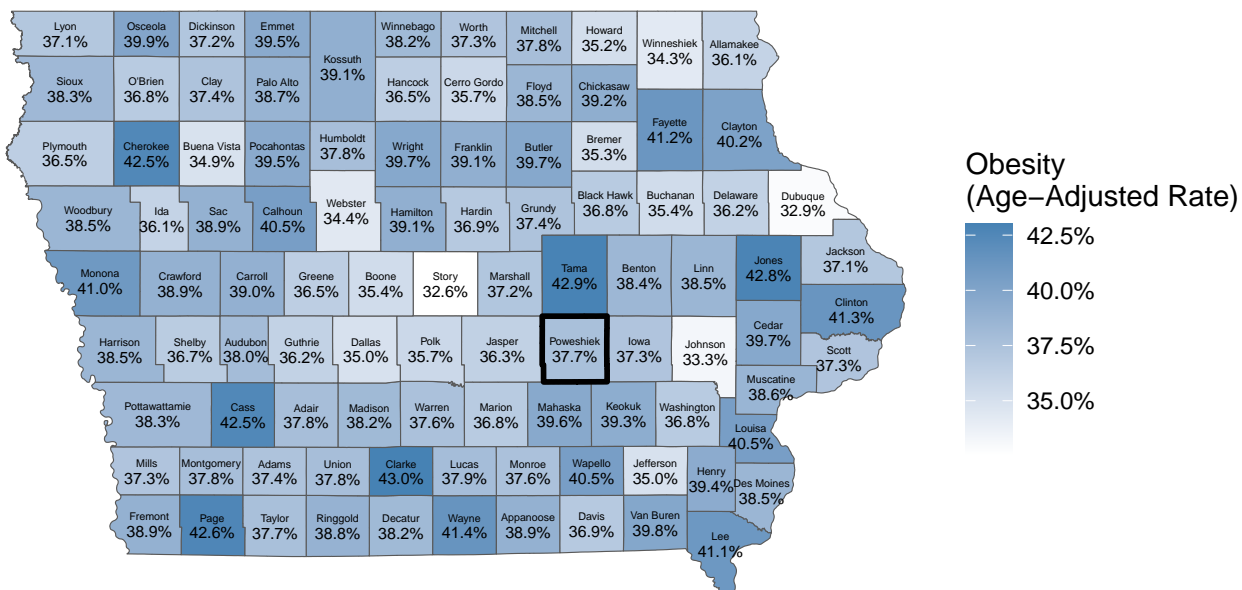 Lyon
37.1%
Osceola
39.9%
Dickinson
37.2%
Emmet
39.5%
Kossuth
39.1%
Winnebago
38.2%
Worth
37.3%
Mitchell
37.8%
Howard
35.2%
Winneshiek
34.3%
Allamakee
36.1%
Sioux
38.3%
O'Brien
36.8%
Clay
37.4%
Palo Alto
38.7%
Hancock
36.5%
Cerro Gordo
35.7%
Floyd
38.5%
Chickasaw
39.2%
Fayette
41.2%
Clayton
40.2%
Plymouth
36.5%
Cherokee
42.5%
Buena Vista
34.9%
Pocahontas
39.5%
Humboldt
37.8%
Wright
39.7%
Franklin
39.1%
Butler
39.7%
Bremer
35.3%
Woodbury
38.5%
Ida
36.1%
Sac
38.9%
Calhoun
40.5%
Webster
34.4%
Hamilton
39.1%
Hardin
36.9%
Grundy
37.4%
Black Hawk
36.8%
Buchanan
35.4%
Delaware
36.2%
Dubuque
32.9%
Monona
41.0%
Crawford
38.9%
Carroll
39.0%
Greene
36.5%
Boone
35.4%
Story
32.6%
Marshall
37.2%
Tama
42.9%
Benton
38.4%
Linn
38.5%
Jones
42.8%
Jackson
37.1%
Clinton
41.3%
Harrison
38.5%
Shelby
36.7%
Audubon
38.0%
Guthrie
36.2%
Dallas
35.0%
Polk
35.7%
Jasper
36.3%
Poweshiek
37.7%
Iowa
37.3%
Johnson
33.3%
Cedar
39.7%
Scott
37.3%
Muscatine
38.6%
Pottawattamie
38.3%
Cass
42.5%
Adair
37.8%
Madison
38.2%
Warren
37.6%
Marion
36.8%
Mahaska
39.6%
Keokuk
39.3%
Washington
36.8%
Louisa
40.5%
Mills
37.3%
Montgomery
37.8%
Adams
37.4%
Union
37.8%
Clarke
43.0%
Lucas
37.9%
Monroe
37.6%
Wapello
40.5%
Jefferson
35.0%
Henry
39.4%
Des Moines
38.5%
Fremont
38.9%
Page
42.6%
Taylor
37.7%
Ringgold
38.8%
Decatur
38.2%
Wayne
41.4%
Appanoose
38.9%
Davis
36.9%
Van Buren
39.8%
Lee
41.1%
Obesity
(Age−Adjusted Rate)
42.5%
40.0%
37.5%
35.0%